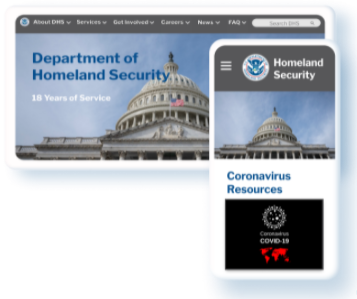 About DHS Services Get Involved Careers News FAQ Search DHS
Department of
Homeland Security
18 Years of Service
Homeland
Security
Coronavirus
Resources
Coronavirus
COVID-19